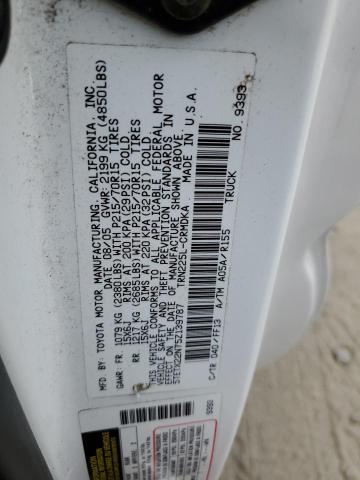 MFD. BY TOYOTA MOTOR MANUFACTURING, CALIFORNIA, INC.
DATE 08/05 GVWR: 2199 KG (4850LBS)
GAWR: FR. 1079 KG (2380LBS) WITH P215/70R15 TIRES
15X6JJ RIMS AT 200 KPA (29PSI) COLD
RR. 1217 KG (2685LBS) WITH P215/70R15 TIRES
15X6JJ RIMS AT 220 KPA (32PSI) COLD
THIS VEHICLE CONFORMS TO ALL APPLICABLE FEDERAL MOTOR
VEHICLE SAFETY AND THEFT PREVENTION STANDARDS IN
EFFECT ON THE DATE OF MANUFACTURE SHOWN ABOVE.
5TETX22N75Z139787 MADE IN U.S.A.
TRN225L-CRMDKA TRUCK
C/TR 040/FF13 A/TM A05A/R155
NO. 9393